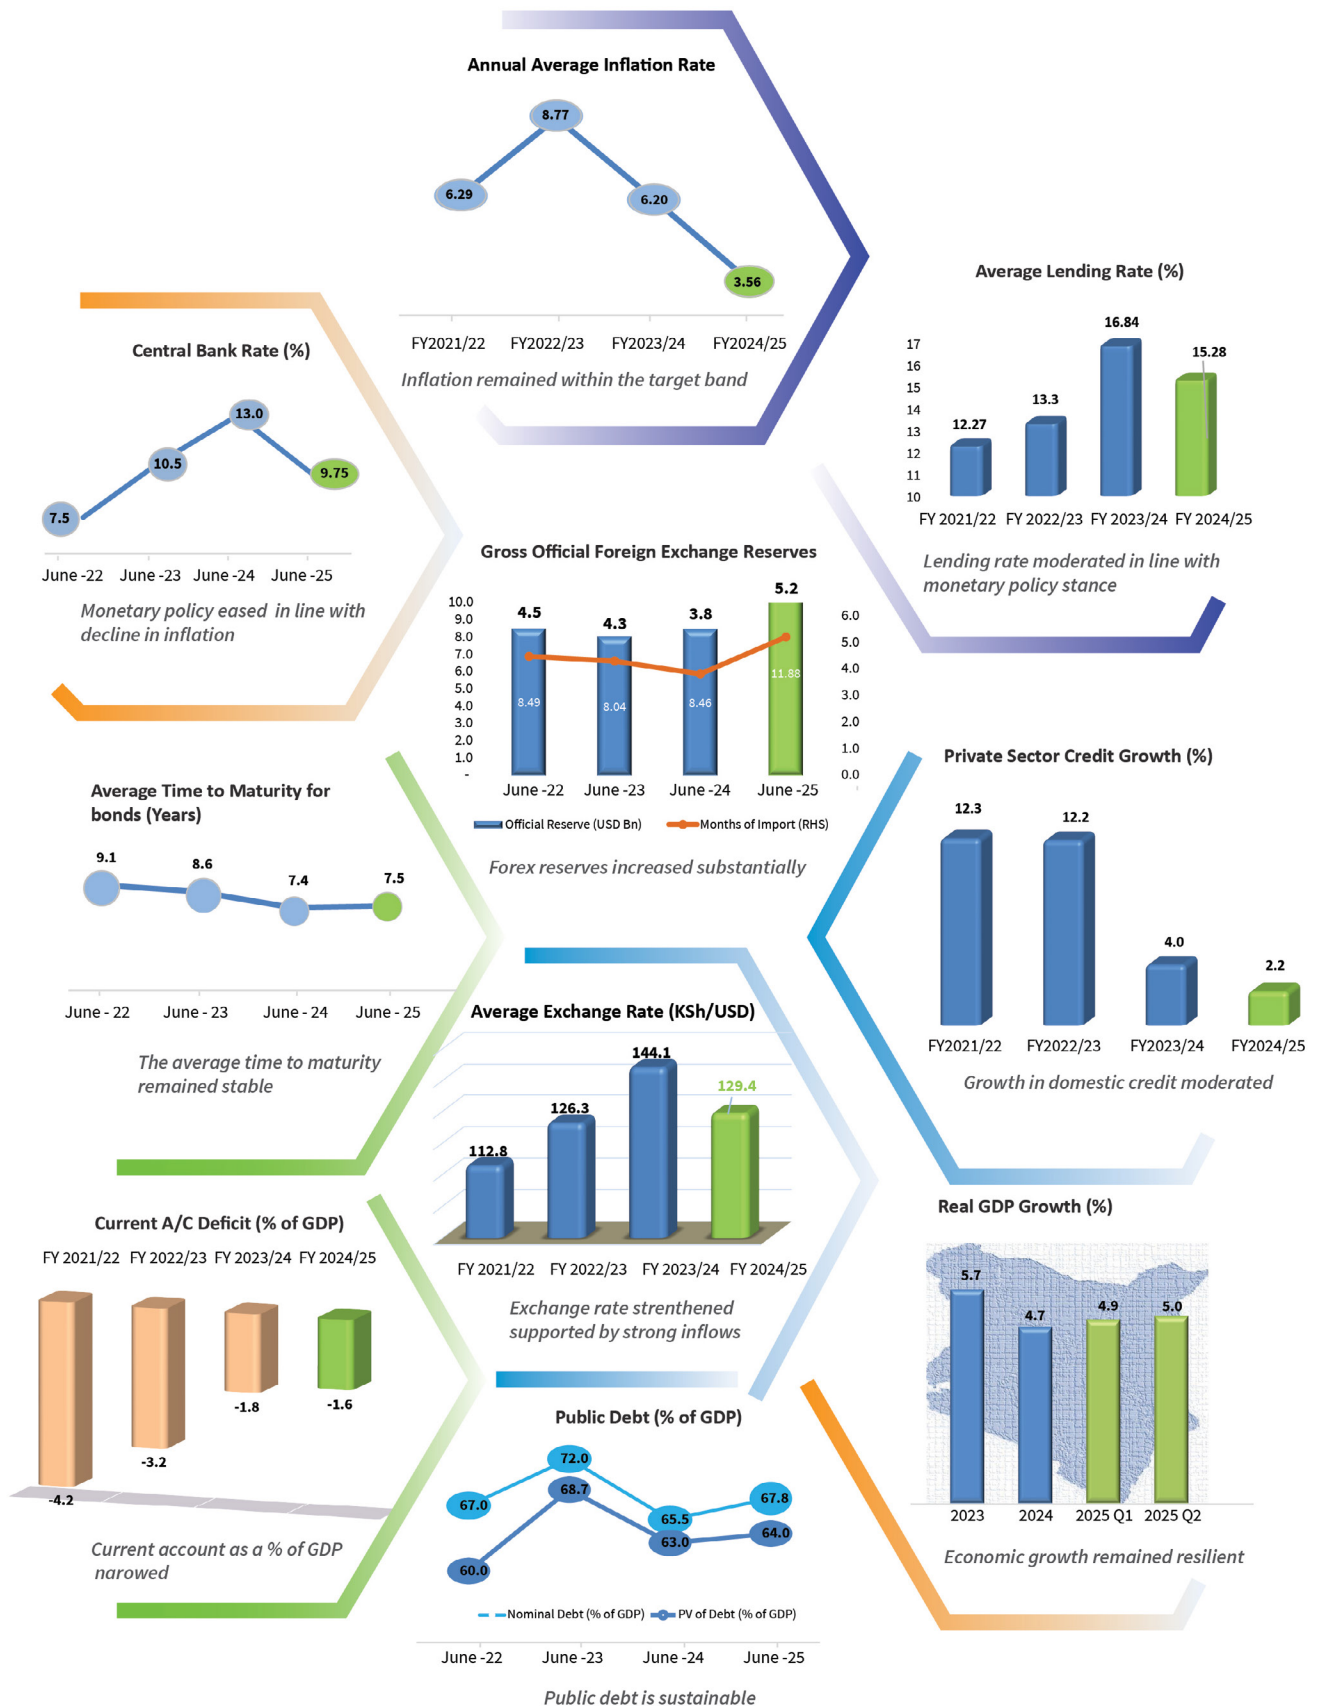 Annual Average Inflation Rate
8.77
6.29
6.20
3.56
FY2021/22 FY2022/23 FY2023/24 FY2024/25
Inflation remained within the target band
Average Lending Rate (%)
17
16
15
14
13
12
11
10
12.27
13.3
16.84
15.28
FY 2021/22 FY 2022/23 FY 2023/24 FY 2024/25
Lending rate moderated in line with
monetary policy stance
Central Bank Rate (%)
7.5
10.5
13.0
9.75
June -22 June -23 June -24 June -25
Monetary policy eased in line with
decline in inflation
Gross Official Foreign Exchange Reserves
10.0
9.0
8.0
7.0
6.0
5.0
4.0
3.0
2.0
1.0
-
4.5
4.3
3.8
5.2
8.49
8.04
8.46
11.88
6.0
5.0
4.0
3.0
2.0
1.0
0.0
June -22 June -23 June -24 June -25
Official Reserve (USD Bn) Months of Import (RHS)
Forex reserves increased substantially
Average Time to Maturity for
bonds (Years)
9.1
8.6
7.4
7.5
June - 22 June - 23 June - 24 June - 25
The average time to maturity
remained stable
Private Sector Credit Growth (%)
12.3
12.2
4.0
2.2
FY2021/22 FY2022/23 FY2023/24 FY2024/25
Growth in domestic credit moderated
Average Exchange Rate (KSh/USD)
112.8
126.3
144.1
129.4
FY 2021/22 FY 2022/23 FY 2023/24 FY 2024/25
Exchange rate strenthened
supported by strong inflows
Current A/C Deficit (% of GDP)
FY 2021/22 FY 2022/23 FY 2023/24 FY 2024/25
-4.2
-3.2
-1.8
-1.6
Current account as a % of GDP
narowed
Real GDP Growth (%)
5.7
4.7
4.9
5.0
2023 2024 2025 Q1 2025 Q2
Economic growth remained resilient
Public Debt (% of GDP)
67.0
72.0
65.5
67.8
60.0
68.7
63.0
64.0
Nominal Debt (% of GDP) PV of Debt (% of GDP)
June -22 June -23 June -24 June -25
Public debt is sustainable